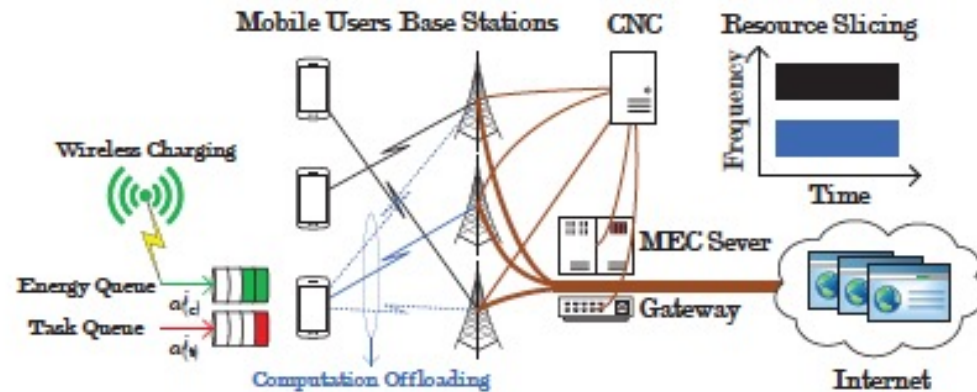 Mobile Users Base Stations
CNC
Resource Slicing
Frequency
Time
Wireless Charging
MEC Sever
Energy Queue
Gateway
Task Queue
Computation Offloading
Internet